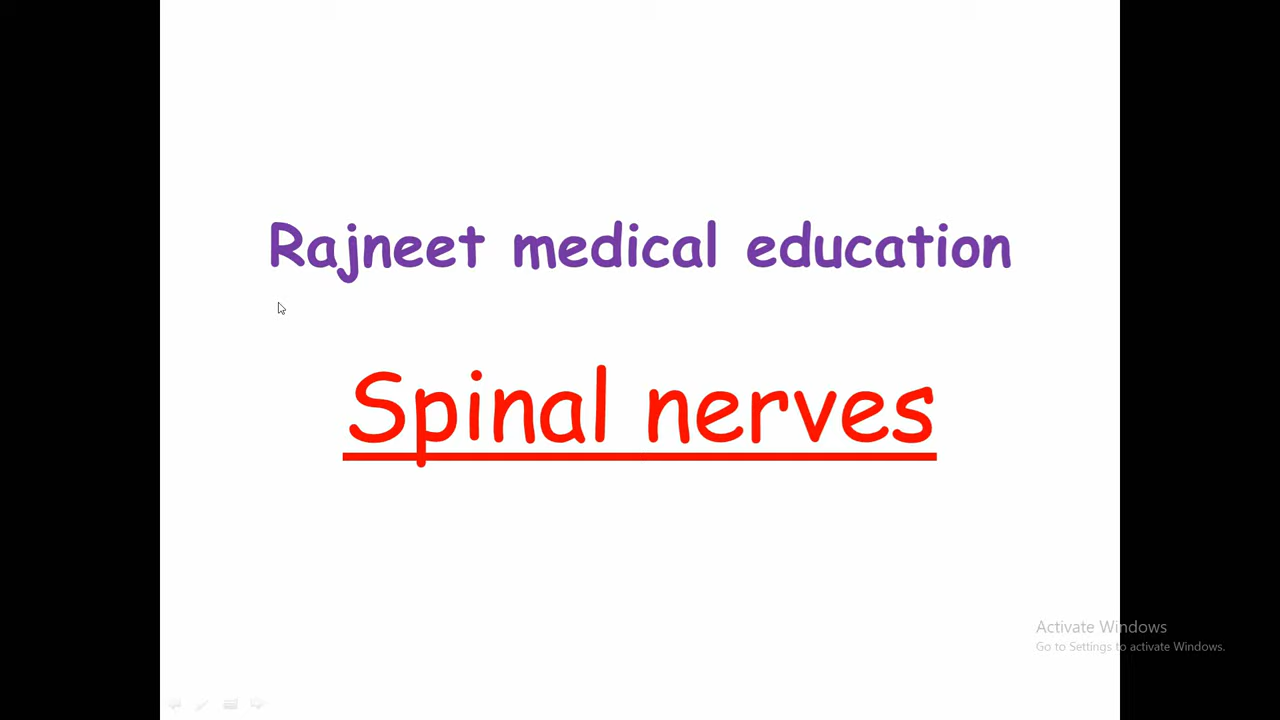 Rajneet medical education
Spinal nerves
Activate Windows
Go to Settings to activate Windows.